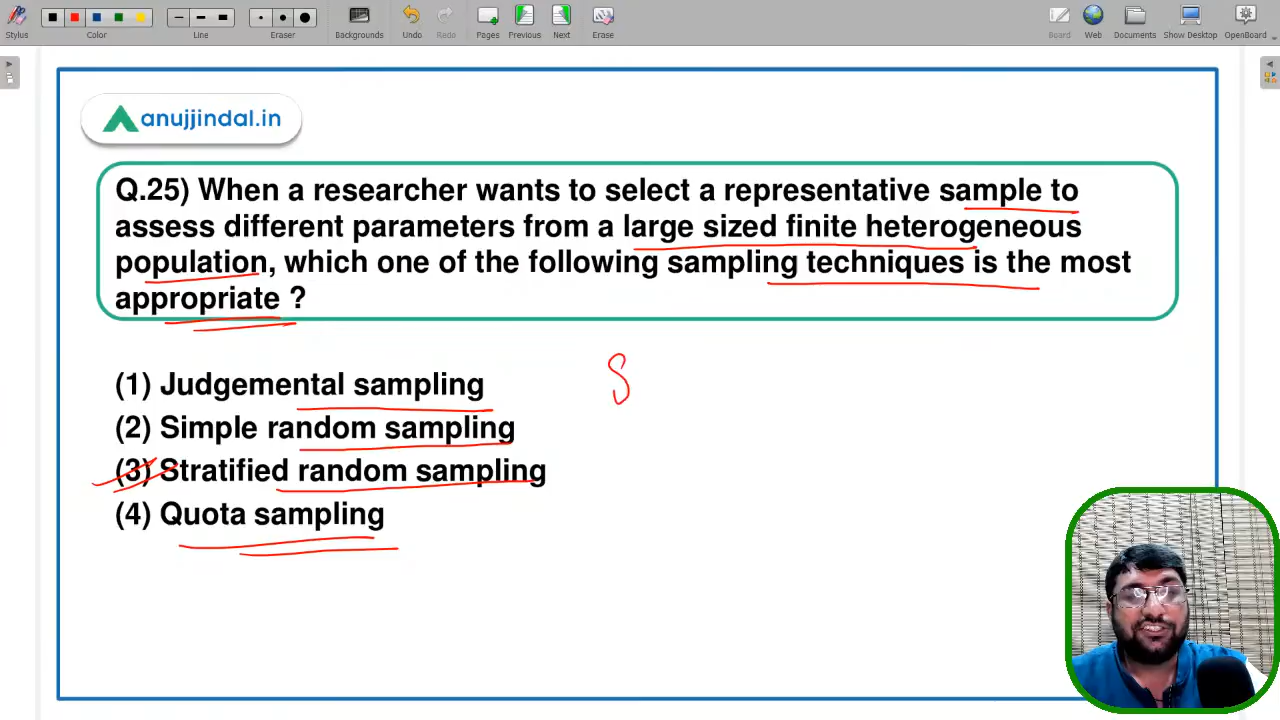 Stylus
Color
Line
Eraser
Backgrounds
Undo
Redo
Pages
Previous
Next
Erase
Board
Web
Documents
Show Desktop
OpenBoard
anujjindal.in
Q.25) When a researcher wants to select a representative sample to
assess different parameters from a large sized finite heterogeneous
population, which one of the following sampling techniques is the most
appropriate ?
(1) Judgemental sampling
(2) Simple random sampling
(3) Stratified random sampling
(4) Quota sampling
S